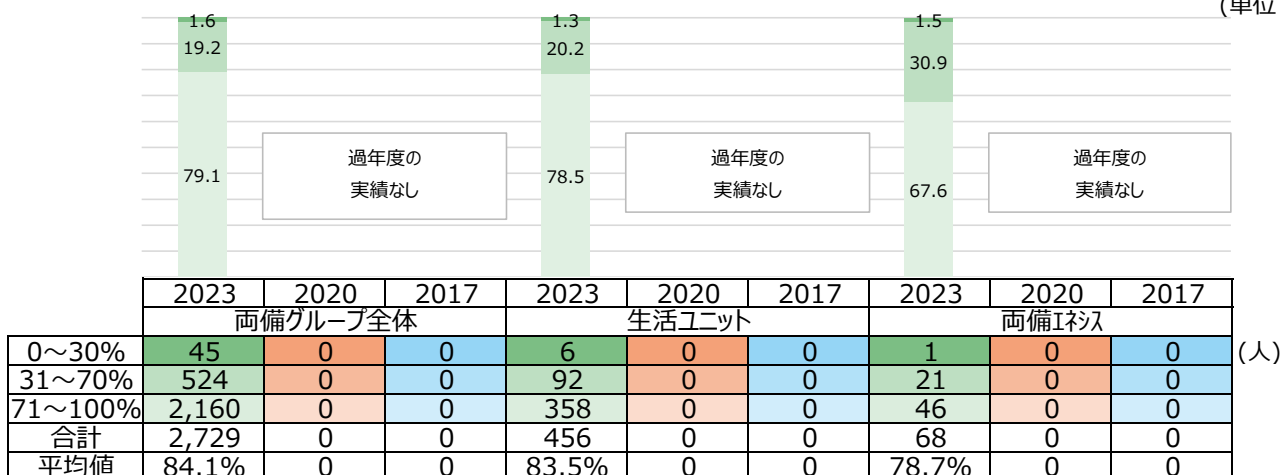 (単位
1.6 1.3 1.5
19.2 20.2 30.9
過年度の 過年度の 過年度の
79.1 78.5 67.6
実績なし 実績なし 実績なし
2023 2020 2017 2023 2020 2017 2023 2020 2017
両備グループ全体 生活ユニット 両備エネシス
0～30% 45 0 0 6 0 0 1 0 0 (人)
31～70% 524 0 0 92 0 0 21 0 0
71～100% 2,160 0 0 358 0 0 46 0 0
合計 2,729 0 0 456 0 0 68 0 0
平均値 84.1% 0 0 83.5% 0 0 78.7% 0 0